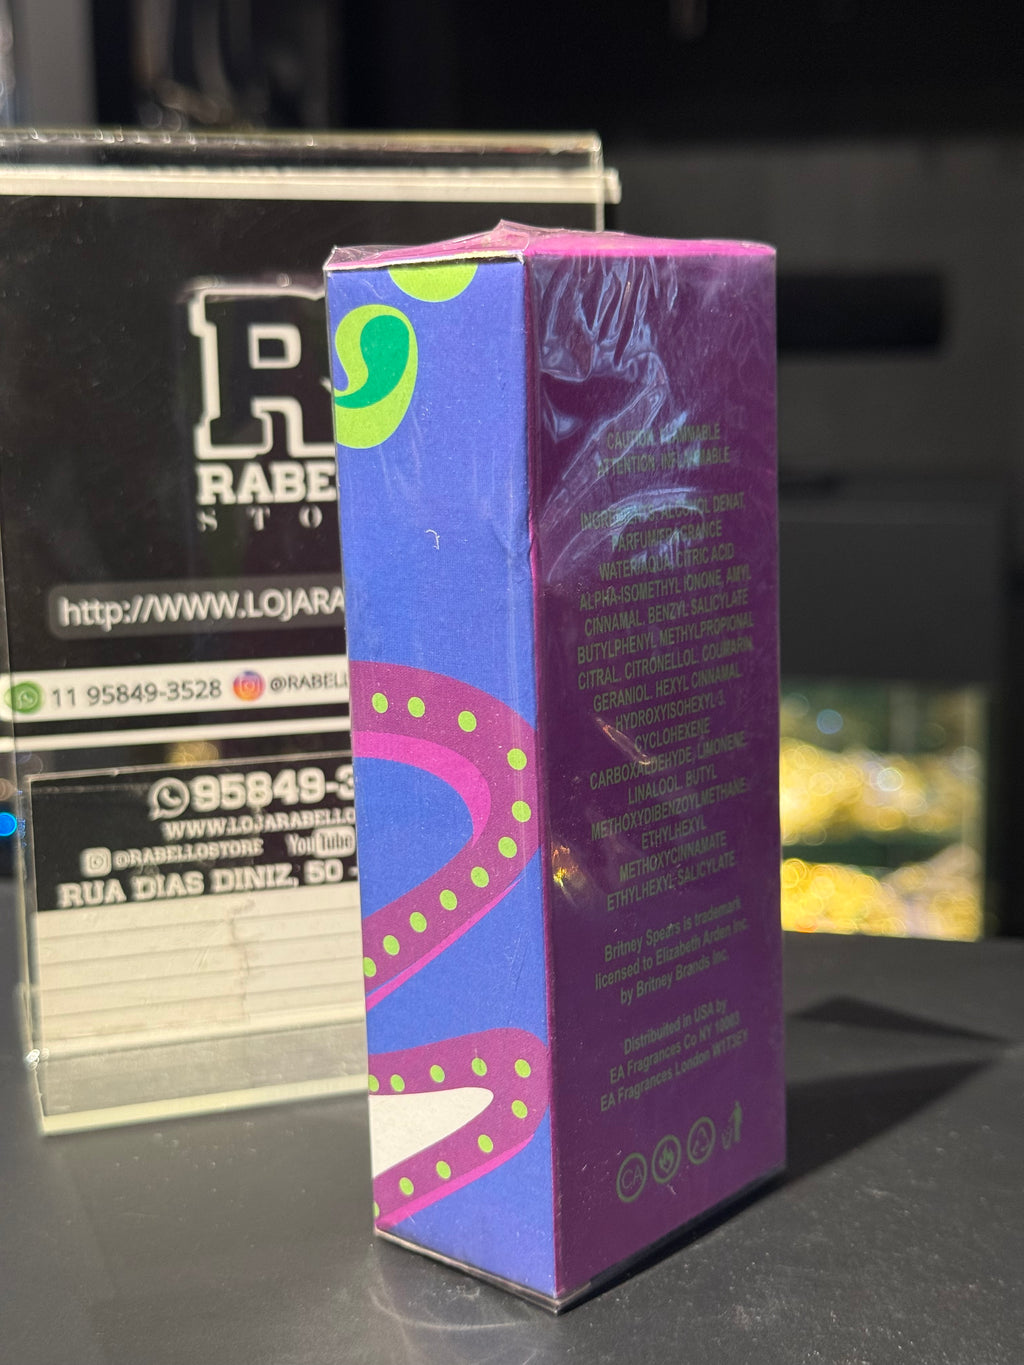 R
RABE
STO
http://WWW.LOJARA
11 95849-3528 @RABELL
95849-3
WWW.LOJARABELLO
@RABELLOSTORE YouTube
RUA DIAS DINIZ, 50 -
CAUTION, FLAMMABLE
ATTENTION, INFLAMMABLE
INGREDIENTS, ALCOHOL DENAT,
PARFUM/FRAGRANCE
WATER/AQUA, CITRIC ACID
ALPHA-ISOMETHYL IONONE, AMYL
CINNAMAL, BENZYL SALICYLATE
BUTYLPHENYL METHYLPROPIONAL
CITRAL, CITRONELLOL, COUMARIN,
GERANIOL, HEXYL CINNAMAL,
HYDROXYISOHEXYL-3,
CYCLOHEXENE
CARBOXALDEHYDE, LIMONENE,
LINALOOL, BUTYL
METHOXYDIBENZOYLMETHANE,
ETHYLHEXYL
METHOXYCINNAMATE
ETHYLHEXYL SALICYLATE
Britney Spears is trademark
licensed to Elizabeth Arden Inc.
by Britney Brands Inc.
Distribuited in USA by
EA Fragrances Co NY 10003
EA Fragrances London W1T3EY
CA